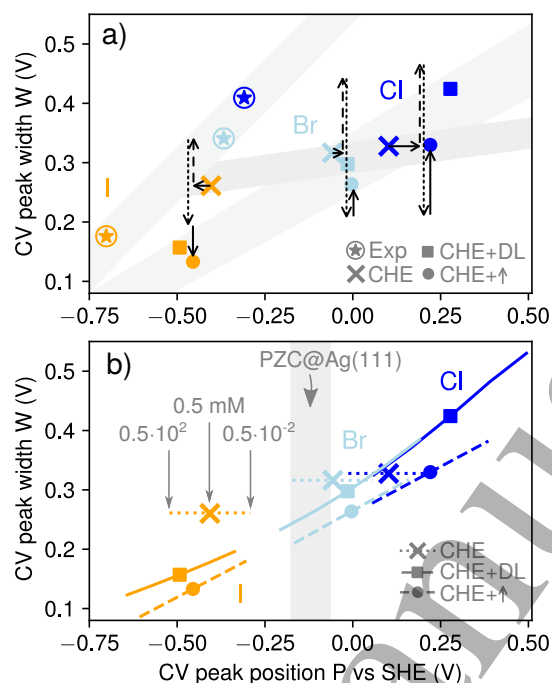 a)
CV peak width W (V)
0.5
0.4
0.3
0.2
0.1
Cl
Br
I
Exp
CHE+DL
CHE
CHE+↑
−0.75
−0.50
−0.25
0.00
0.25
0.50
b)
PZC@Ag(111)
CV peak width W (V)
0.5
0.4
0.3
0.2
0.1
0.5 mM
0.5·10²
0.5·10⁻²
Cl
Br
I
CHE
CHE+DL
CHE+↑
−0.75
−0.50
−0.25
0.00
0.25
0.50
CV peak position P vs SHE (V)